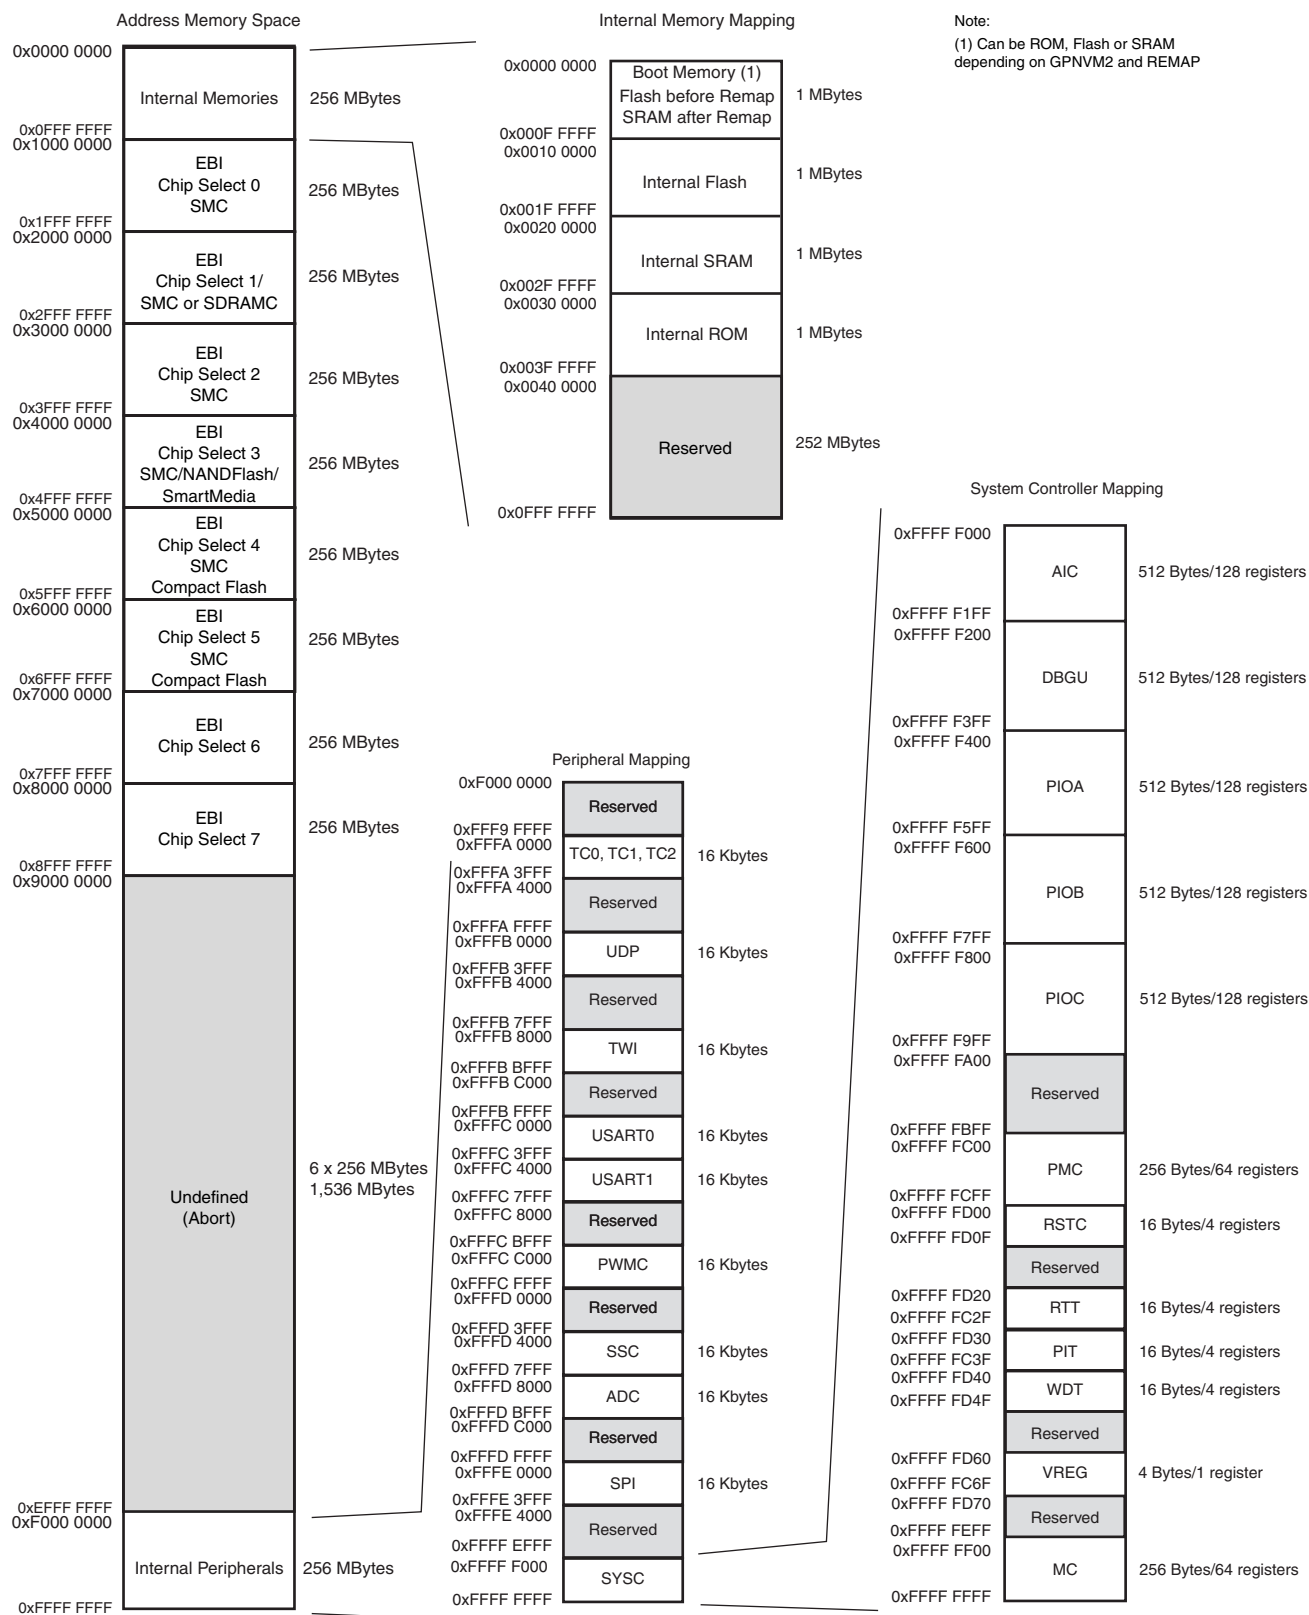 Address Memory Space
0x0000 0000
Internal Memories
256 MBytes
0x0FFF FFFF
0x1000 0000
EBI
Chip Select 0
SMC
256 MBytes
0x1FFF FFFF
0x2000 0000
EBI
Chip Select 1/
SMC or SDRAMC
256 MBytes
0x2FFF FFFF
0x3000 0000
EBI
Chip Select 2
SMC
256 MBytes
0x3FFF FFFF
0x4000 0000
EBI
Chip Select 3
SMC/NANDFlash/
SmartMedia
256 MBytes
0x4FFF FFFF
0x5000 0000
EBI
Chip Select 4
SMC
Compact Flash
256 MBytes
0x5FFF FFFF
0x6000 0000
EBI
Chip Select 5
SMC
Compact Flash
256 MBytes
0x6FFF FFFF
0x7000 0000
EBI
Chip Select 6
256 MBytes
0x7FFF FFFF
0x8000 0000
EBI
Chip Select 7
256 MBytes
0x8FFF FFFF
0x9000 0000
Undefined
(Abort)
6 x 256 MBytes
1,536 MBytes
0xEFFF FFFF
0xF000 0000
Internal Peripherals
256 MBytes
0xFFFF FFFF
Internal Memory Mapping
0x0000 0000
Boot Memory (1)
Flash before Remap
SRAM after Remap
1 MBytes
0x000F FFFF
0x0010 0000
Internal Flash
1 MBytes
0x001F FFFF
0x0020 0000
Internal SRAM
1 MBytes
0x002F FFFF
0x0030 0000
Internal ROM
1 MBytes
0x003F FFFF
0x0040 0000
Reserved
252 MBytes
0x0FFF FFFF
Note:
(1) Can be ROM, Flash or SRAM
depending on GPNVM2 and REMAP
Peripheral Mapping
0xF000 0000
Reserved
0xFFF9 FFFF
0xFFFA 0000
TC0, TC1, TC2
16 Kbytes
0xFFFA 3FFF
0xFFFA 4000
Reserved
0xFFFA FFFF
0xFFFB 0000
UDP
16 Kbytes
0xFFFB 3FFF
0xFFFB 4000
Reserved
0xFFFB 7FFF
0xFFFB 8000
TWI
16 Kbytes
0xFFFB BFFF
0xFFFB C000
Reserved
0xFFFB FFFF
0xFFFC 0000
USART0
16 Kbytes
0xFFFC 3FFF
0xFFFC 4000
USART1
16 Kbytes
0xFFFC 7FFF
0xFFFC 8000
Reserved
0xFFFC BFFF
0xFFFC C000
PWMC
16 Kbytes
0xFFFC FFFF
0xFFFD 0000
Reserved
0xFFFD 3FFF
0xFFFD 4000
SSC
16 Kbytes
0xFFFD 7FFF
0xFFFD 8000
ADC
16 Kbytes
0xFFFD BFFF
0xFFFD C000
Reserved
0xFFFD FFFF
0xFFFE 0000
SPI
16 Kbytes
0xFFFE 3FFF
0xFFFE 4000
Reserved
0xFFFF EFFF
0xFFFF F000
SYSC
0xFFFF FFFF
System Controller Mapping
0xFFFF F000
AIC
512 Bytes/128 registers
0xFFFF F1FF
0xFFFF F200
DBGU
512 Bytes/128 registers
0xFFFF F3FF
0xFFFF F400
PIOA
512 Bytes/128 registers
0xFFFF F5FF
0xFFFF F600
PIOB
512 Bytes/128 registers
0xFFFF F7FF
0xFFFF F800
PIOC
512 Bytes/128 registers
0xFFFF F9FF
0xFFFF FA00
Reserved
0xFFFF FBFF
0xFFFF FC00
PMC
256 Bytes/64 registers
0xFFFF FCFF
0xFFFF FD00
RSTC
16 Bytes/4 registers
0xFFFF FD0F
Reserved
0xFFFF FD20
RTT
16 Bytes/4 registers
0xFFFF FC2F
0xFFFF FD30
PIT
16 Bytes/4 registers
0xFFFF FC3F
0xFFFF FD40
WDT
16 Bytes/4 registers
0xFFFF FD4F
Reserved
0xFFFF FD60
VREG
4 Bytes/1 register
0xFFFF FC6F
0xFFFF FD70
Reserved
0xFFFF FEFF
0xFFFF FF00
MC
256 Bytes/64 registers
0xFFFF FFFF